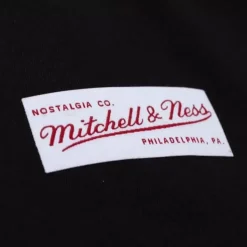 NOSTALGIA CO.
Mitchell & Ness
PHILADELPHIA, PA.